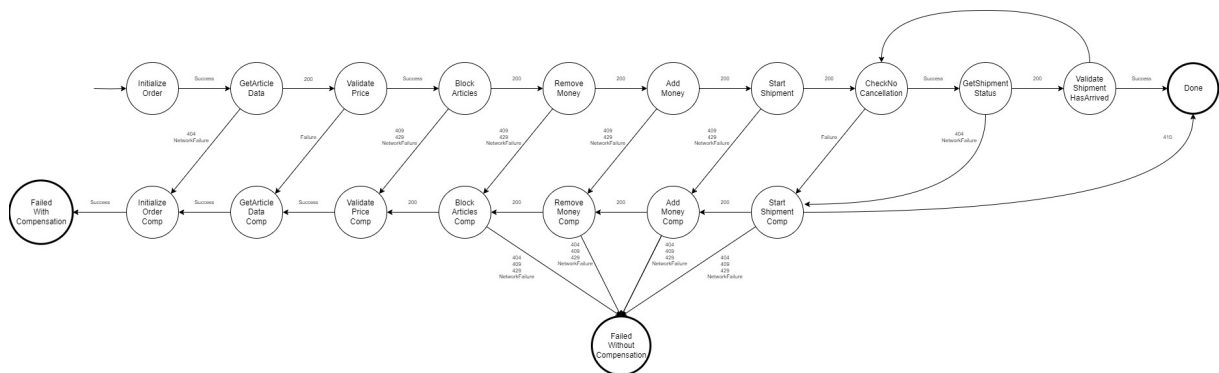 Initialize
Order
Success
GetArticle
Data
200
Validate
Price
Success
Block
Articles
200
Remove
Money
200
Add
Money
200
Start
Shipment
200
CheckNo
Cancellation
Success
GetShipment
Status
200
Validate
Shipment
HasArrived
Success
Done
404
NetworkFailure
Failure
409
429
NetworkFailure
409
429
NetworkFailure
409
429
NetworkFailure
409
429
NetworkFailure
Failure
404
NetworkFailure
410
Failed
With
Compensation
Success
Initialize
Order
Comp
Success
GetArticle
Data
Comp
Success
Validate
Price
Comp
200
Block
Articles
Comp
200
Remove
Money
Comp
200
Add
Money
Comp
200
Start
Shipment
Comp
404
409
429
NetworkFailure
404
409
429
NetworkFailure
404
409
429
NetworkFailure
404
409
429
NetworkFailure
Failed
Without
Compensation